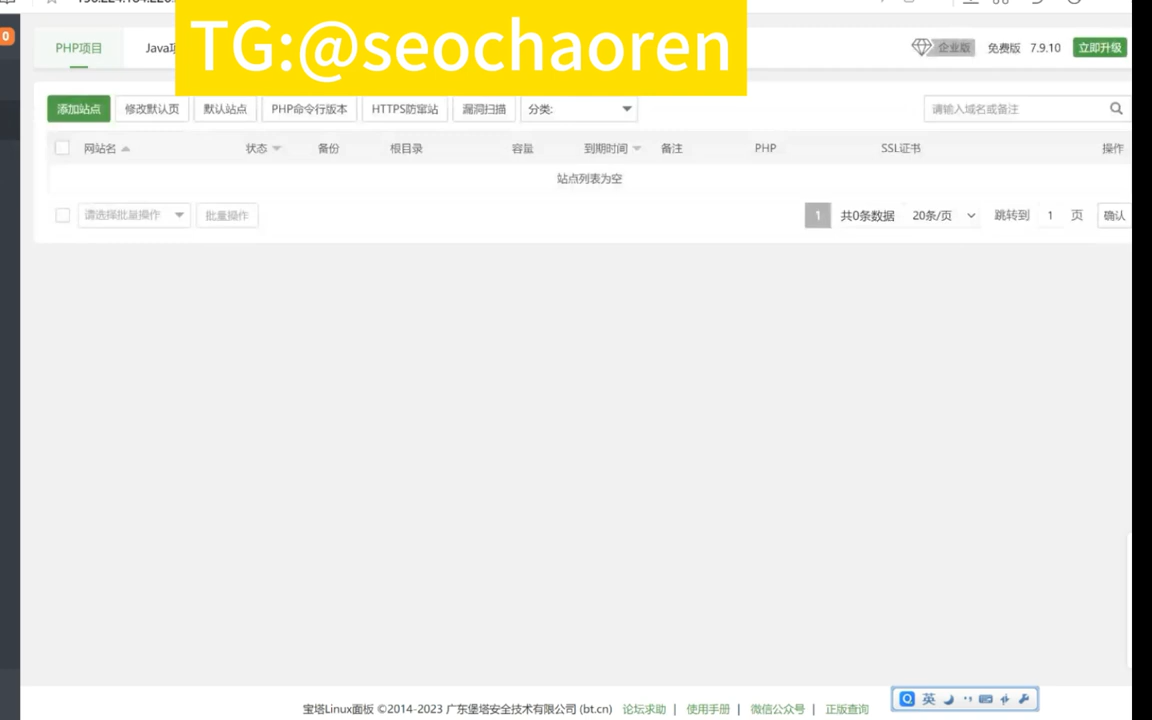 TG:@seochaoren
0
PHP项目
企业版 免费版 7.9.10 立即升级
添加站点 修改默认页 默认站点 PHP命令行版本 HTTPS防窜站 漏洞扫描 分类: 请输入域名或备注
网站名 状态 备份 根目录 容量 到期时间 备注 PHP SSL证书 操作
站点列表为空
请选择批量操作 批量操作 1 共0条数据 20条/页 跳转到 1 页 确认
宝塔Linux面板 ©2014-2023 广东堡塔安全技术有限公司 (bt.cn) 论坛求助 | 使用手册 | 微信公众号 | 正版查询
英